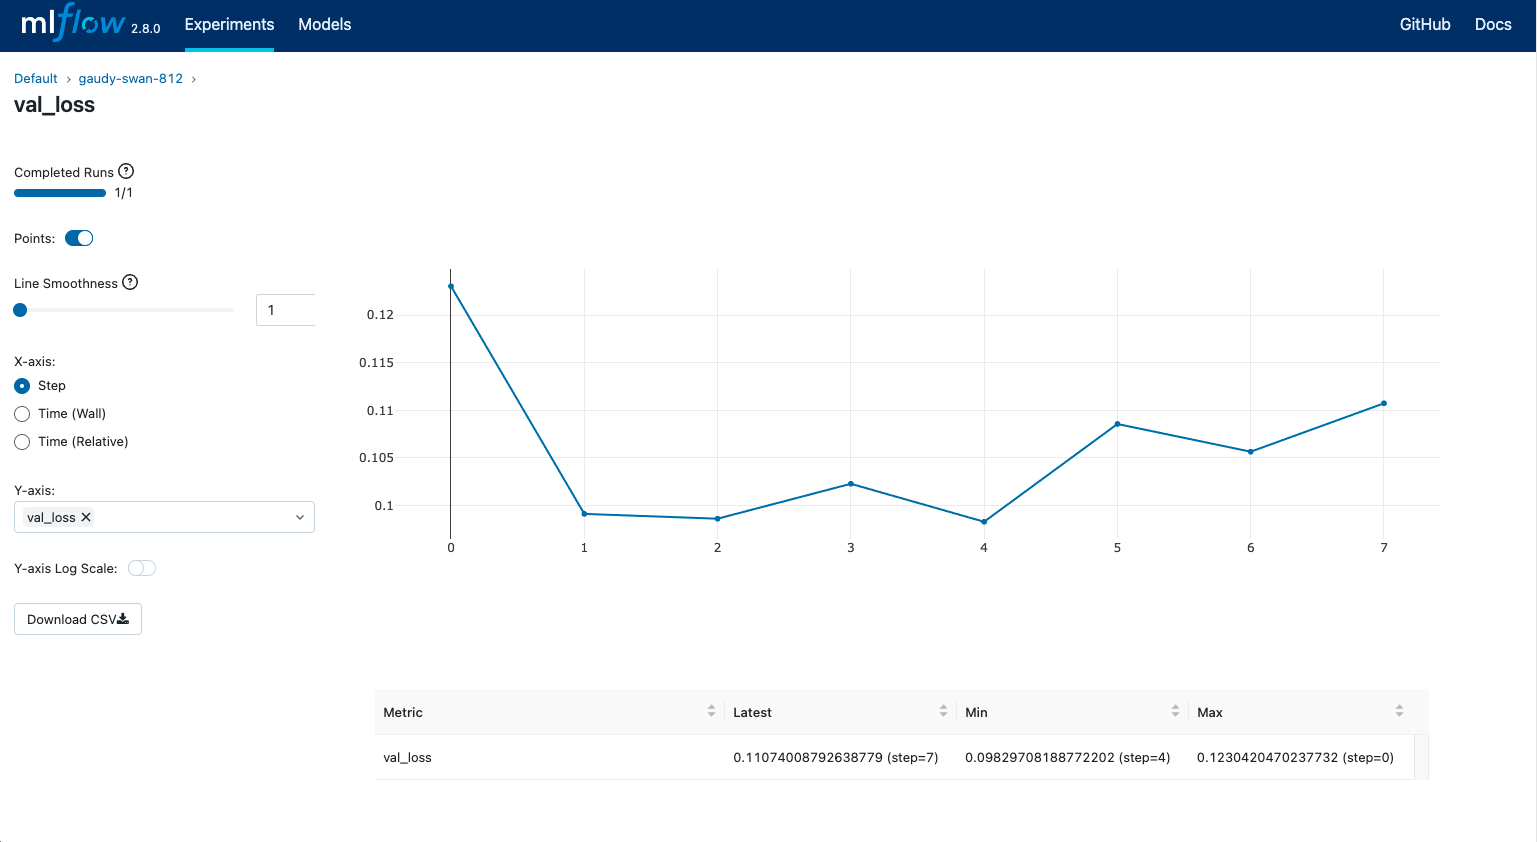 mlflow 2.8.0 Experiments Models GitHub Docs
Default › gaudy-swan-812 ›
val_loss
Completed Runs ?
1/1
Points:
Line Smoothness ?
1
X-axis:
Step
Time (Wall)
Time (Relative)
Y-axis:
val_loss
Y-axis Log Scale:
Download CSV
0.12
0.115
0.11
0.105
0.1
0 1 2 3 4 5 6 7
Metric Latest Min Max
val_loss 0.11074008792638779 (step=7) 0.09829708188772202 (step=4) 0.1230420470237732 (step=0)